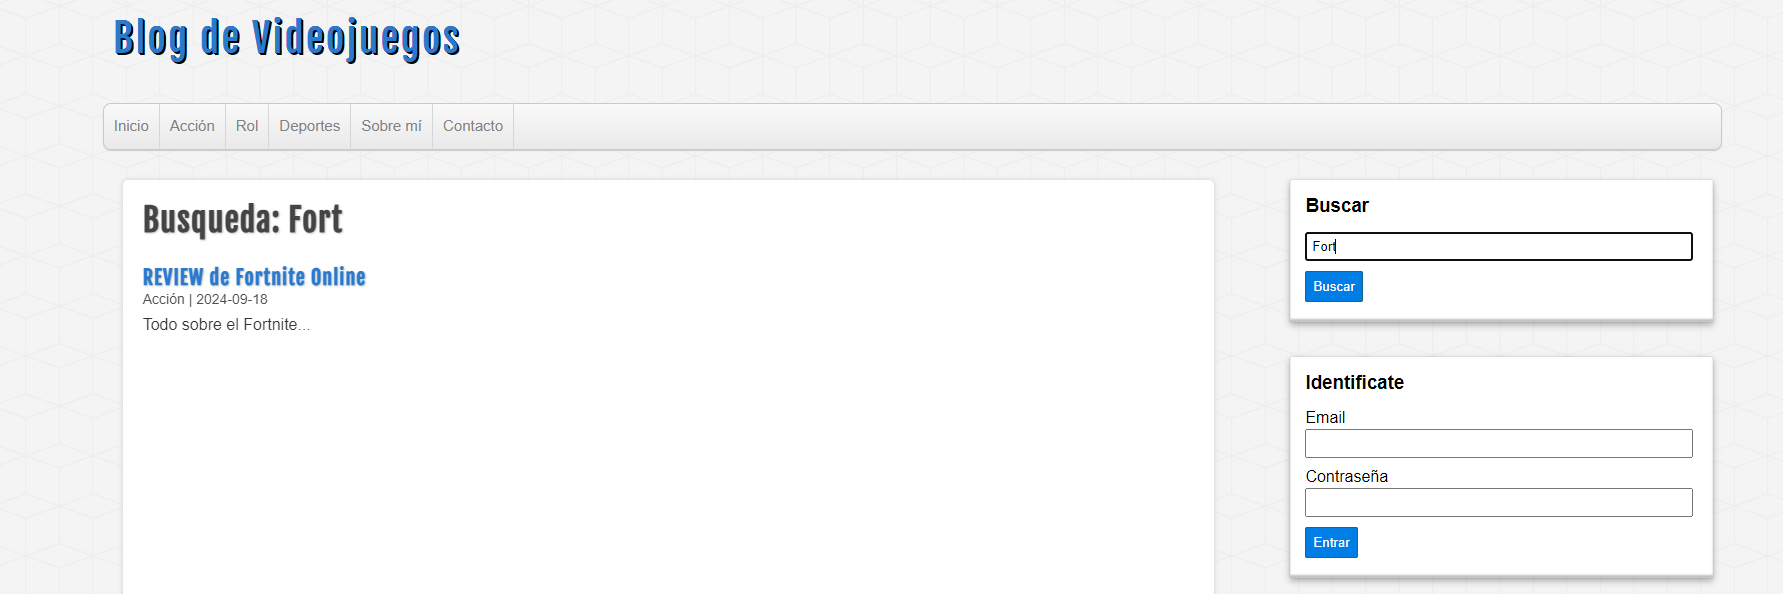 Blog de Videojuegos
Inicio Acción Rol Deportes Sobre mí Contacto
Busqueda: Fort
REVIEW de Fortnite Online
Acción | 2024-09-18
Todo sobre el Fortnite...
Buscar
Fort
Buscar
Identificate
Email
Contraseña
Entrar